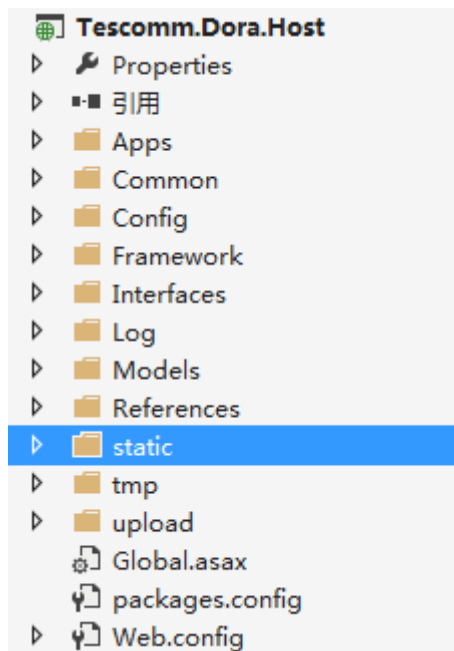 Tescomm.Dora.Host
Properties
引用
Apps
Common
Config
Framework
Interfaces
Log
Models
References
static
tmp
upload
Global.asax
packages.config
Web.config